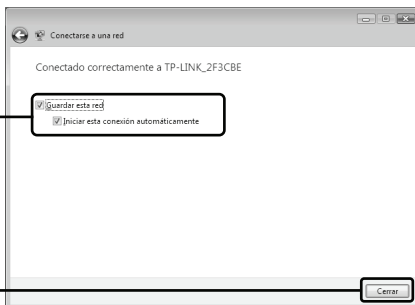 Conectarse a una red
Conectado correctamente a TP-LINK_2F3CBE
Guardar esta red
Iniciar esta conexión automáticamente
Cerrar